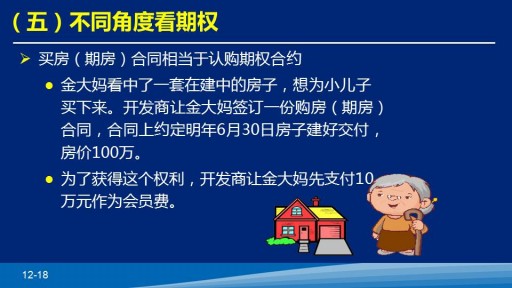 （五）不同角度看期权
买房（期房）合同相当于认购期权合约
金大妈看中了一套在建中的房子，想为小儿子
买下来。开发商让金大妈签订一份购房（期房）
合同，合同上约定明年6月30日房子建好交付，
房价100万。
为了获得这个权利，开发商让金大妈先支付10
万元作为会员费。
12-18